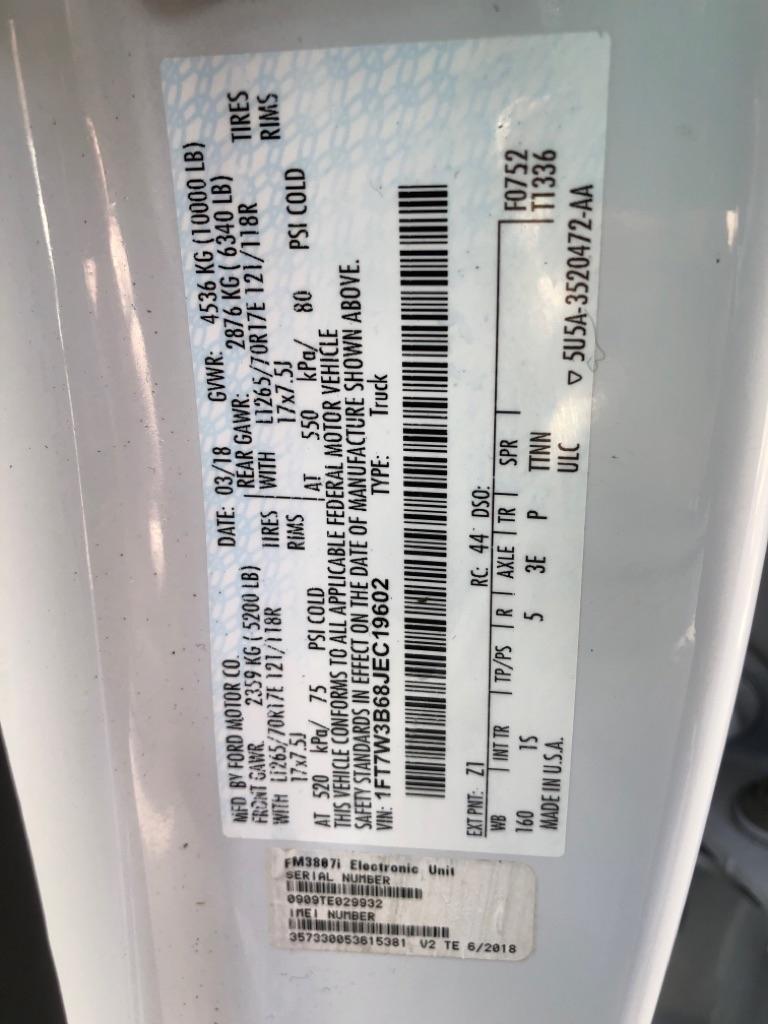 MFD BY FORD MOTOR CO. DATE: 03/18 GVWR: 4536 KG (10000 LB)
FRONT GAWR: 2359 KG ( 5200 LB) REAR GAWR: 2876 KG ( 6340 LB)
WITH LT265/70R17E 121/118R TIRES WITH LT265/70R17E 121/118R TIRES
17x7.5J RIMS 17x7.5J RIMS
AT 520 kPa/ 75 PSI COLD AT 550 kPa/ 80 PSI COLD
THIS VEHICLE CONFORMS TO ALL APPLICABLE FEDERAL MOTOR VEHICLE
SAFETY STANDARDS IN EFFECT ON THE DATE OF MANUFACTURE SHOWN ABOVE.
VIN: 1FT7W3B68JEC19602 TYPE: Truck
EXT PNT: Z1 RC: 44 DSO: F0752
WB INT TR TP/PS R AXLE TR SPR T1336
160 1S 5 3E P TTNN
MADE IN U.S.A. ULC ▽ 5U5A-3520472-AA
FM3807i Electronic Unit
SERIAL NUMBER
0909TE029932
IMEI NUMBER
357330053615381 V2 TE 6/2018